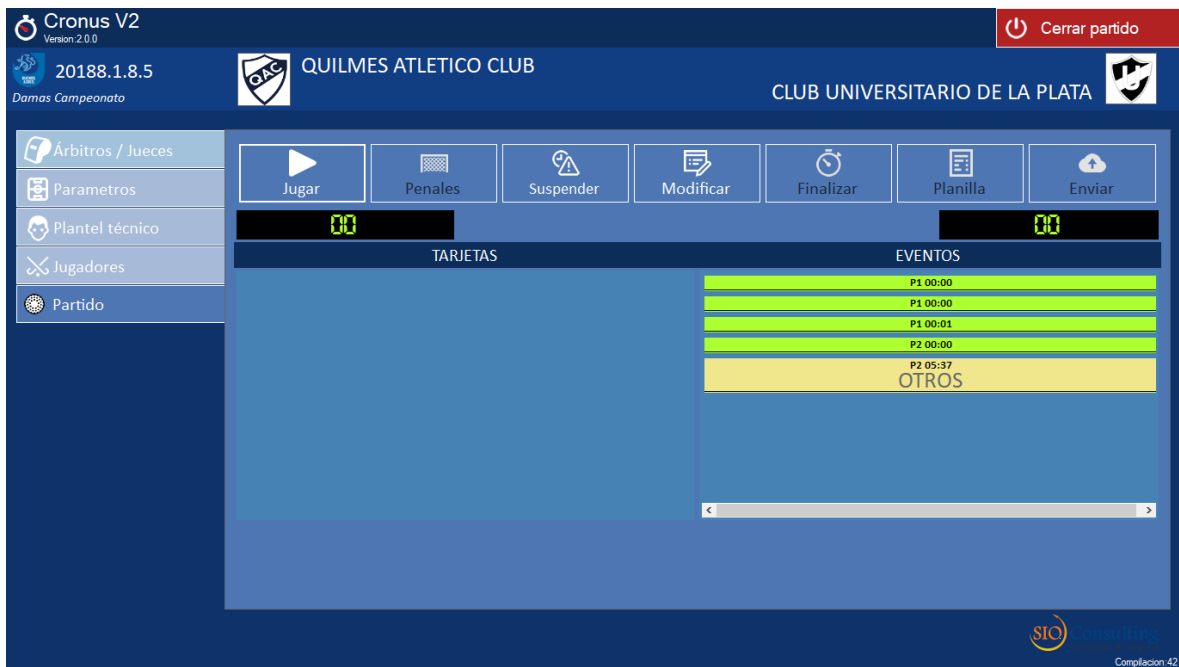 Cronus V2
Version:2.0.0
Cerrar partido
20188.1.8.5
Damas Campeonato
QAC
QUILMES ATLETICO CLUB
CLUB UNIVERSITARIO DE LA PLATA
Árbitros / Jueces
Parametros
Plantel técnico
Jugadores
Partido
Jugar
Penales
Suspender
Modificar
Finalizar
Planilla
Enviar
00
00
TARJETAS
EVENTOS
P1 00:00
P1 00:00
P1 00:01
P2 00:00
P2 05:37
OTROS
SIO Consulting
Compilacion:42